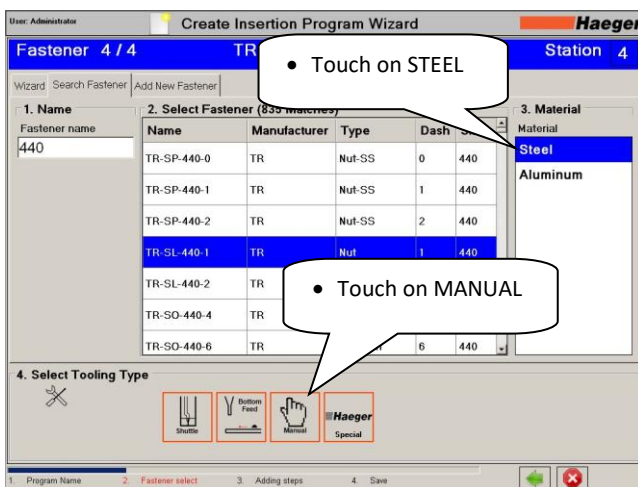 User: Administrator
Create Insertion Program Wizard
Haeger
Fastener 4 / 4
TR
Station 4
• Touch on STEEL
Wizard
Search Fastener
Add New Fastener
1. Name
2. Select Fastener (835 Matches)
3. Material
Fastener name
440
Name Manufacturer Type Dash
TR-SP-440-0 TR Nut-SS 0 440
TR-SP-440-1 TR Nut-SS 1 440
TR-SP-440-2 TR Nut-SS 2 440
TR-SL-440-1 TR Nut 1 440
TR-SL-440-2 TR
TR-SO-440-4 TR
TR-SO-440-6 TR 6 440
Material
Steel
Aluminum
• Touch on MANUAL
4. Select Tooling Type
Shuttle
Bottom Feed
Manual
Haeger Special
1. Program Name 2. Fastener select 3. Adding steps 4. Save